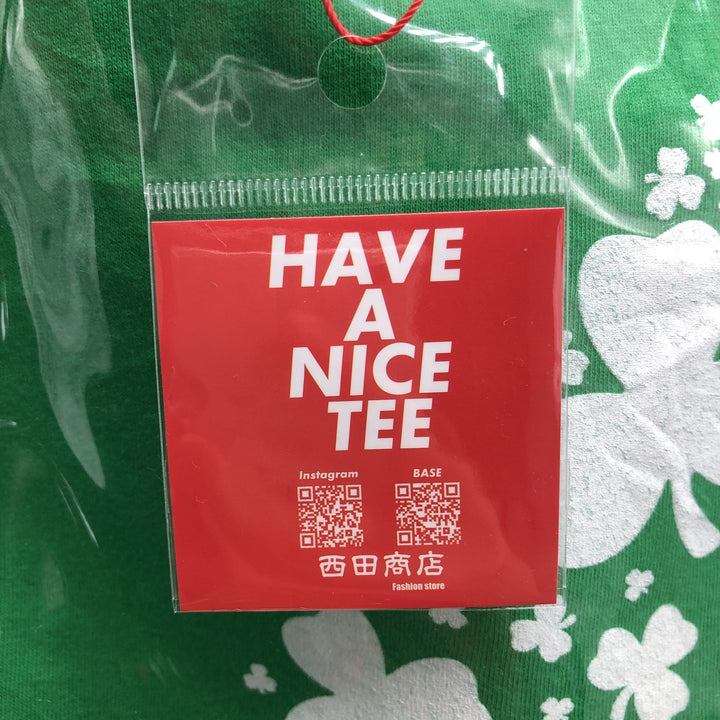 HAVE
A
NICE
TEE
Instagram BASE
西田商店
Fashion store